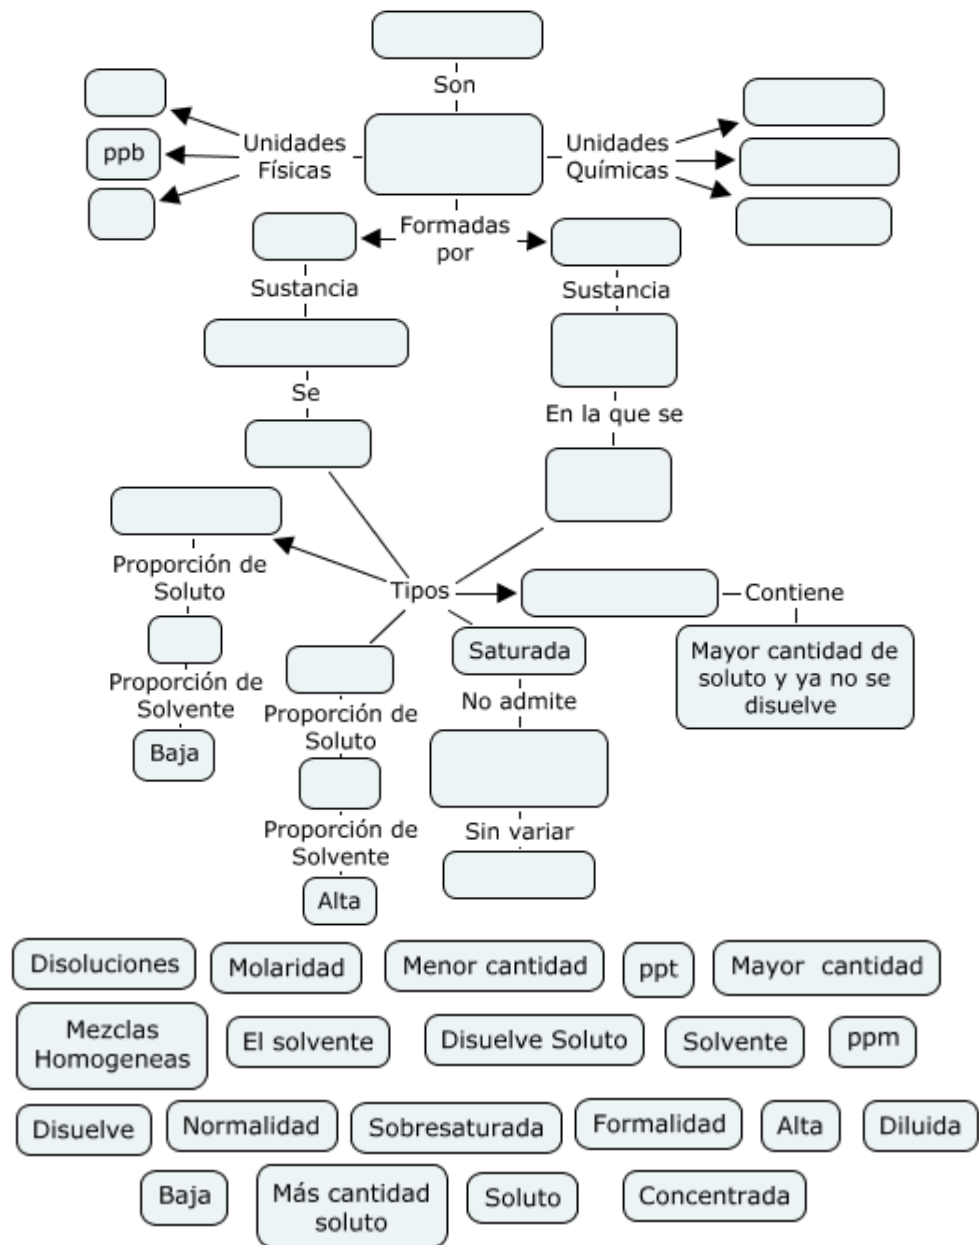 Son
Unidades
Físicas
ppb
Unidades
Químicas
Formadas
por
Sustancia
Sustancia
Se
En la que se
Proporción de
Soluto
Tipos
Contiene
Mayor cantidad de
soluto y ya no se
disuelve
Saturada
Proporción de
Solvente
Baja
Proporción de
Soluto
No admite
Proporción de
Solvente
Sin variar
Alta
Disoluciones
Molaridad
Menor cantidad
ppt
Mayor cantidad
Mezclas
Homogeneas
El solvente
Disuelve Soluto
Solvente
ppm
Disuelve
Normalidad
Sobresaturada
Formalidad
Alta
Diluida
Baja
Más cantidad
soluto
Soluto
Concentrada